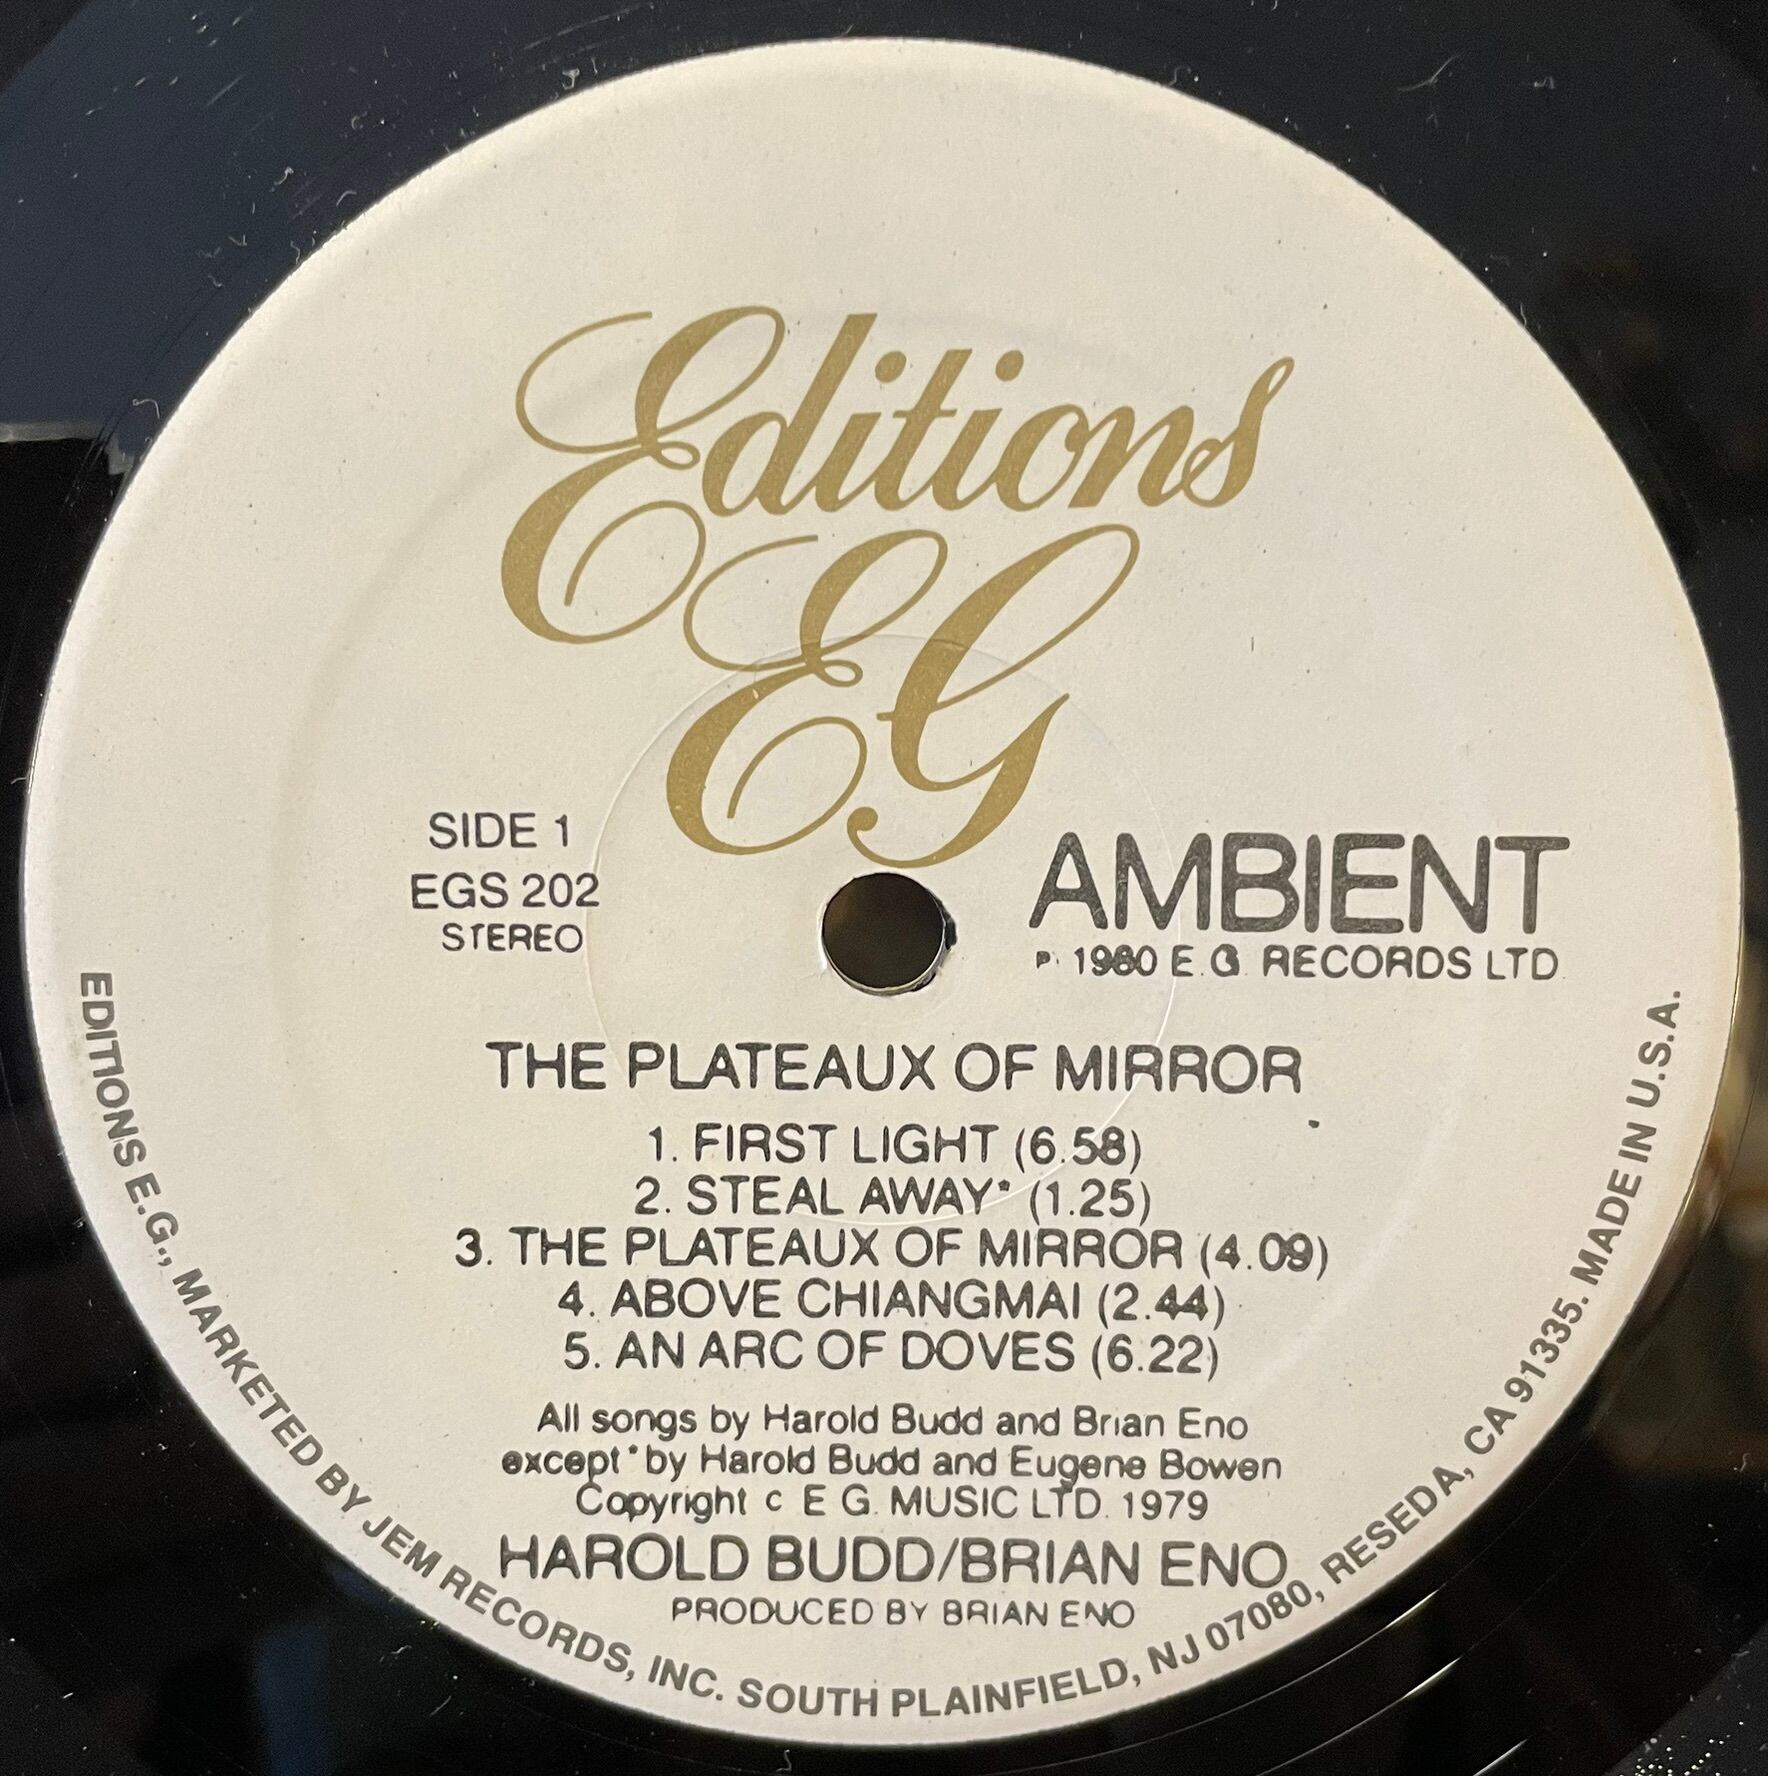 Editions
EG
SIDE 1
EGS 202
STEREO
AMBIENT
P 1980 E. G. RECORDS LTD.
THE PLATEAUX OF MIRROR
1. FIRST LIGHT (6.58)
2. STEAL AWAY* (1.25)
3. THE PLATEAUX OF MIRROR (4.09)
4. ABOVE CHIANGMAI (2.44)
5. AN ARC OF DOVES (6.22)
All songs by Harold Budd and Brian Eno
except * by Harold Budd and Eugene Bowen
Copyright c E G. MUSIC LTD. 1979
HAROLD BUDD/BRIAN ENO
PRODUCED BY BRIAN ENO
EDITIONS E.G., MARKETED BY JEM RECORDS, INC. SOUTH PLAINFIELD, NJ 07080, RESEDA, CA 91335. MADE IN U.S.A.